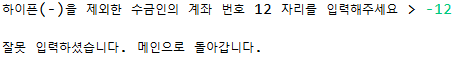 하이픈(-)을 제외한 수금인의 계좌 번호 12 자리를 입력해주세요 > -12
잘못 입력하셨습니다. 메인으로 돌아갑니다.